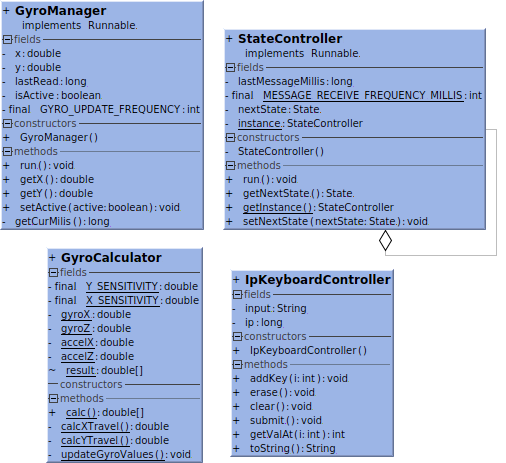 + GyroManager
implements Runnable.
fields
- x:double
- y:double
- lastRead:long
- isActive:boolean
- final GYRO_UPDATE_FREQUENCY:int
constructors
+ GyroManager()
methods
+ run():void
+ getX():double
+ getY():double
+ setActive(active:boolean):void
- getCurMilis():long
+ StateController
implements Runnable.
fields
- lastMessageMillis:long
- final MESSAGE_RECEIVE_FREQUENCY_MILLIS:int
- nextState:State.
- instance:StateController
constructors
- StateController()
methods
+ run():void
+ getNextState():State.
+ getInstance():StateController
+ setNextState(nextState:State.):void
+ GyroCalculator
fields
- final Y_SENSITIVITY:double
- final X_SENSITIVITY:double
- gyroX:double
- gyroZ:double
- accelX:double
- accelZ:double
~ result:double[]
constructors
methods
+ calc():double[]
- calcXTravel():double
- calcYTravel():double
- updateGyroValues():void
+ IpKeyboardController
fields
- input:String
- ip:long
constructors
+ IpKeyboardController()
methods
+ addKey(i:int):void
+ erase():void
+ clear():void
+ submit():void
+ getValAt(i:int):int
+ toString():String